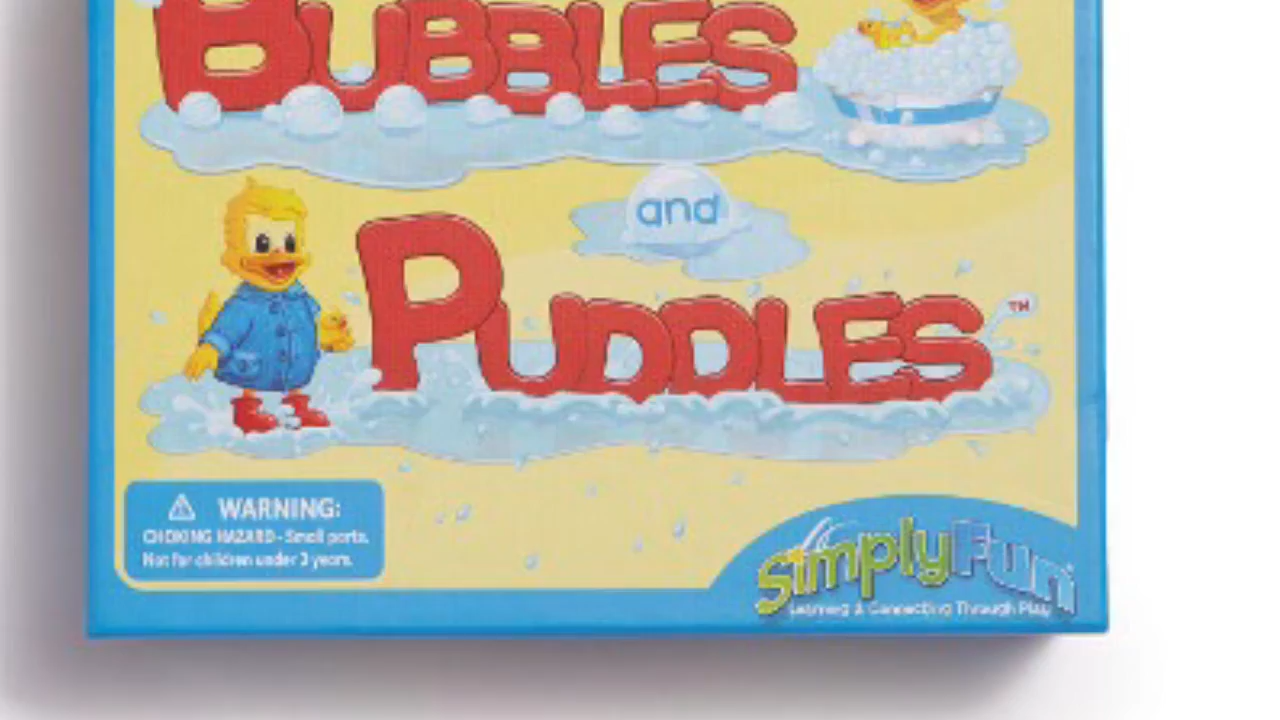 BUBBLES
and
PUDDLES™
WARNING:
CHOKING HAZARD - Small parts.
Not for children under 3 years.
SimplyFun
Learning & Connecting Through Play